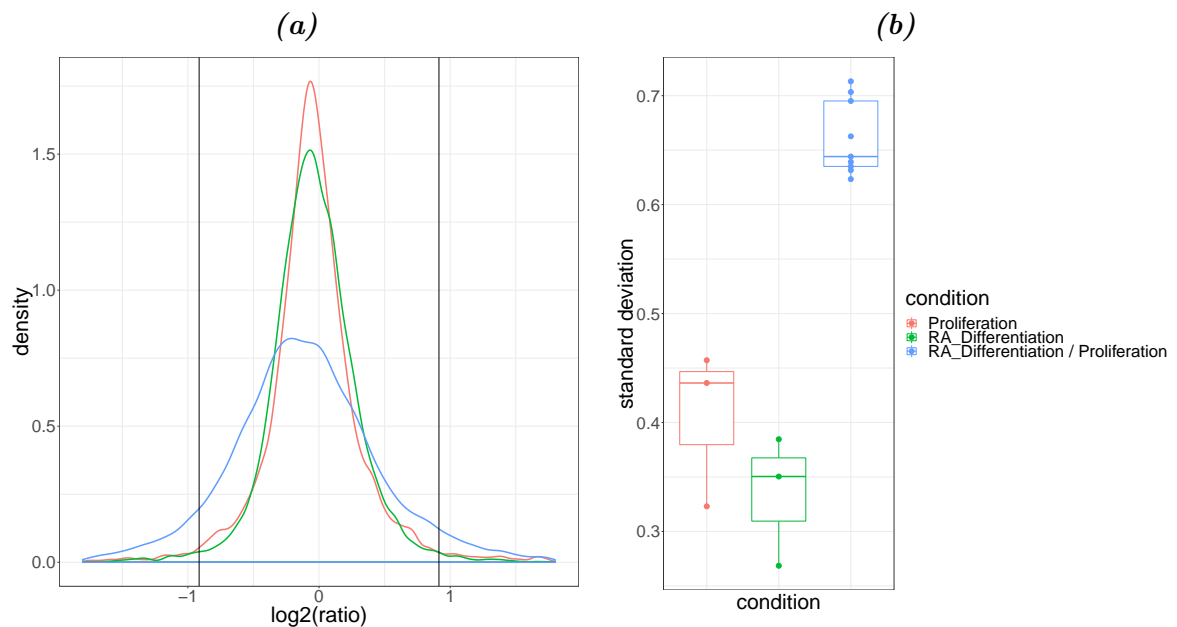 (a)
(b)
density
1.5
1.0
0.5
0.0
−1
0
1
log2(ratio)
standard deviation
0.7
0.6
0.5
0.4
0.3
condition
condition
Proliferation
RA_Differentiation
RA_Differentiation / Proliferation